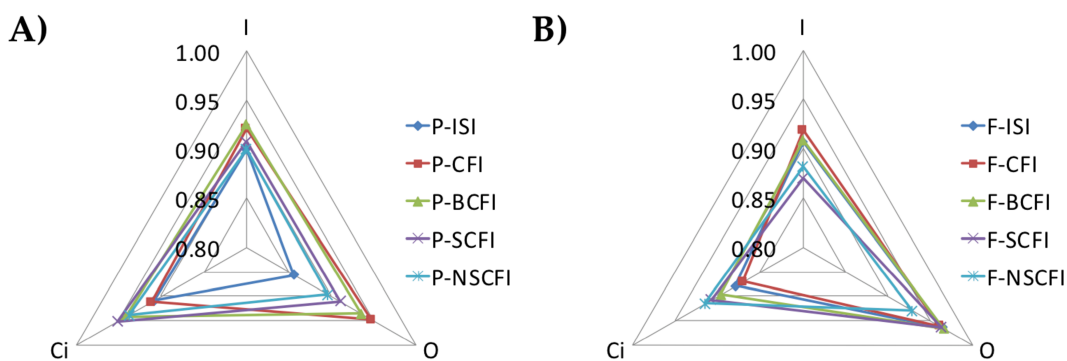 A)
I
1.00
0.95
0.90
0.85
0.80
Ci
O
P-ISI
P-CFI
P-BCFI
P-SCFI
P-NSCFI
B)
I
1.00
0.95
0.90
0.85
0.80
Ci
O
F-ISI
F-CFI
F-BCFI
F-SCFI
F-NSCFI